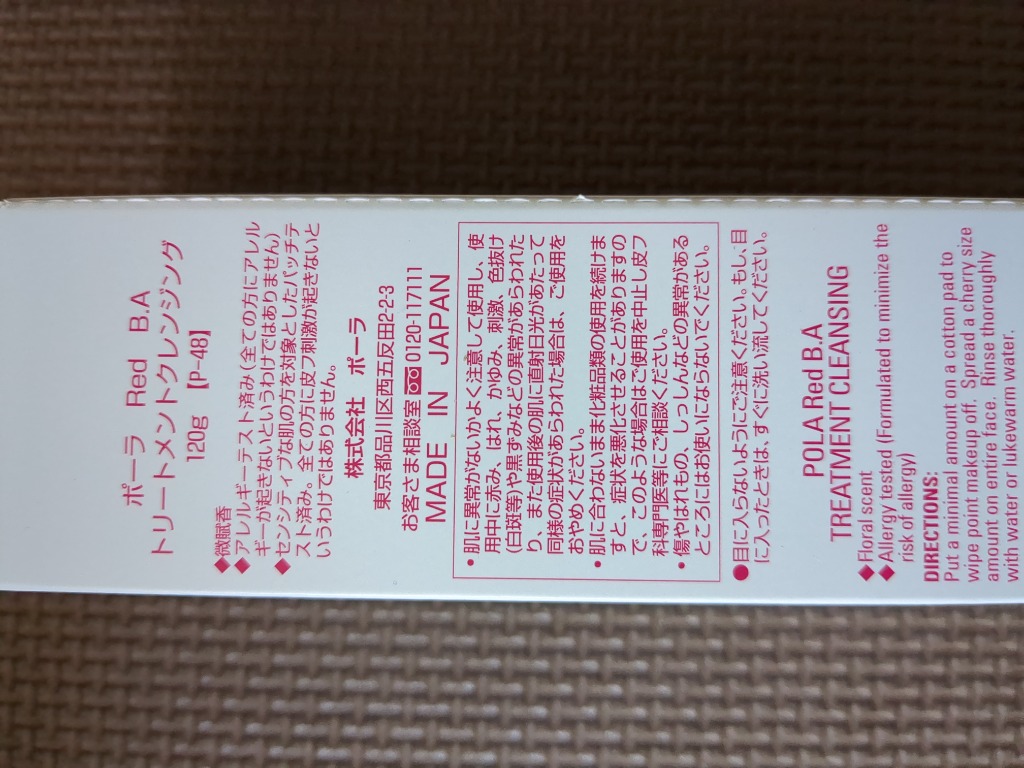 ポーラ Red B.A
トリートメントクレンジング
120g [P-48]
◆微賦香
◆アレルギーテスト済み(全ての方にアレル
ギーが起きないというわけではありません)
◆センシティブな肌の方を対象としたパッチテ
スト済み。全ての方に皮フ刺激が起きないと
いうわけではありません。
株式会社 ポーラ
東京都品川区西五反田2-2-3
お客さま相談室 0120-117111
MADE IN JAPAN
・肌に異常がないかよく注意して使用し、使
用中に赤み、はれ、かゆみ、刺激、色抜け
(白斑等)や黒ずみなどの異常があらわれた
り、また使用後の肌に直射日光があたって
同様の症状があらわれた場合は、ご使用を
おやめください。
・肌に合わないまま化粧品類の使用を続けま
すと、症状を悪化させることがありますの
で、このような場合はご使用を中止し皮フ
科専門医等にご相談ください。
・傷やはれもの、しっしんなどの異常がある
ところにはお使いにならないでください。
●目に入らないようにご注意ください。もし、目
に入ったときは、すぐに洗い流してください。
POLA Red B.A
TREATMENT CLEANSING
◆Floral scent
◆Allergy tested (Formulated to minimize the
risk of allergy)
DIRECTIONS:
Put a minimal amount on a cotton pad to
wipe point makeup off. Spread a cherry size
amount on entire face. Rinse thoroughly
with water or lukewarm water.